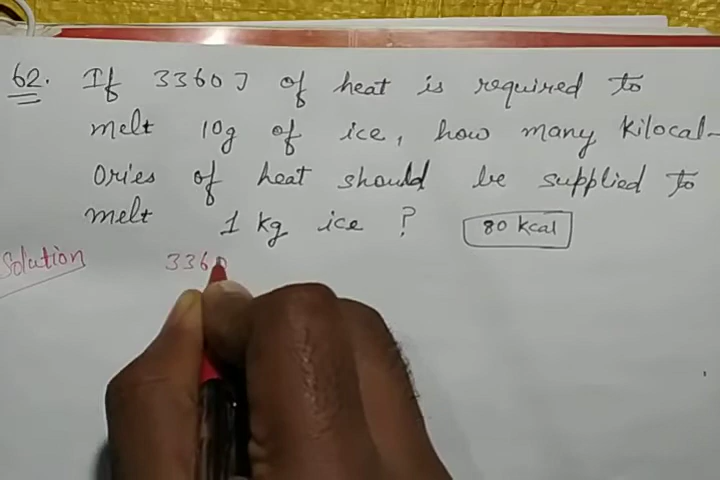 62. If 3360J of heat is required to
melt 10g of ice, how many kilocal-
ories of heat should be supplied to
melt 1 kg ice ? 80 kcal
Solution 3360